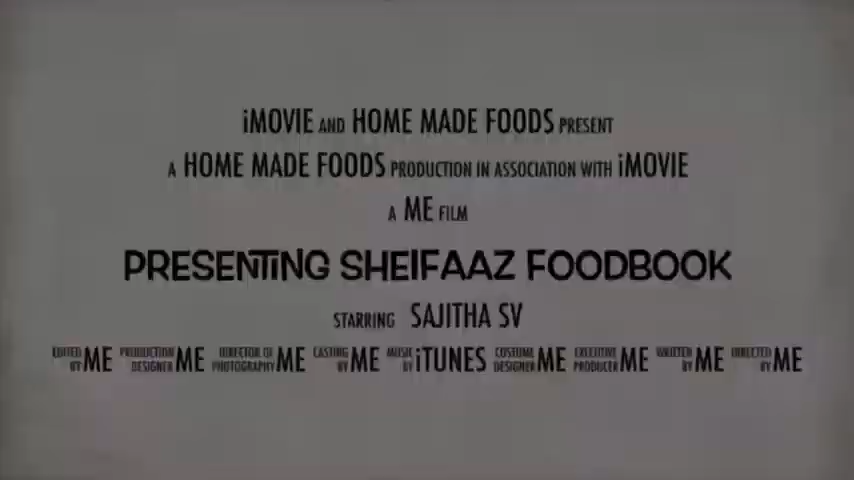 iMOVIE AND HOME MADE FOODS PRESENT
A HOME MADE FOODS PRODUCTION IN ASSOCIATION WITH iMOVIE
A ME FILM
PRESENTING SHEIFAAZ FOODBOOK
STARRING SAJITHA SV
EDITED BY ME PRODUCTION DESIGNER ME DIRECTOR OF PHOTOGRAPHY ME CASTING BY ME MUSIC BY iTUNES COSTUME DESIGNER ME EXECUTIVE PRODUCER ME WRITTEN BY ME DIRECTED BY ME